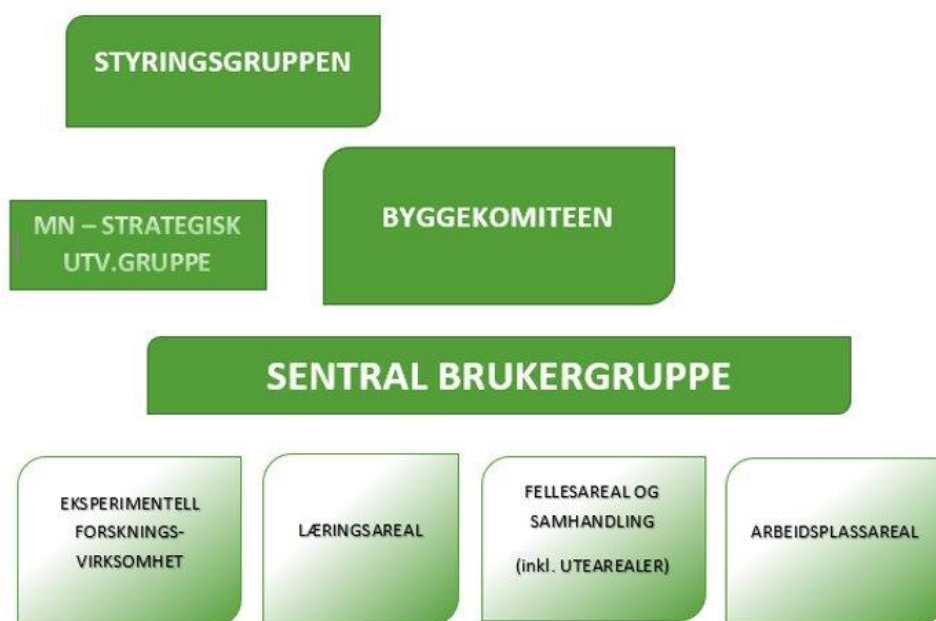 STYRINGSGRUPPEN
BYGGEKOMITEEN
MN – STRATEGISK
UTV.GRUPPE
SENTRAL BRUKERGRUPPE
EKSPERIMENTELL
FORSKNINGS-
VIRKSOMHET
LÆRINGSAREAL
FELLESAREAL OG
SAMHANDLING
(inkl. UTEAREALER)
ARBEIDSPLASSAREAL